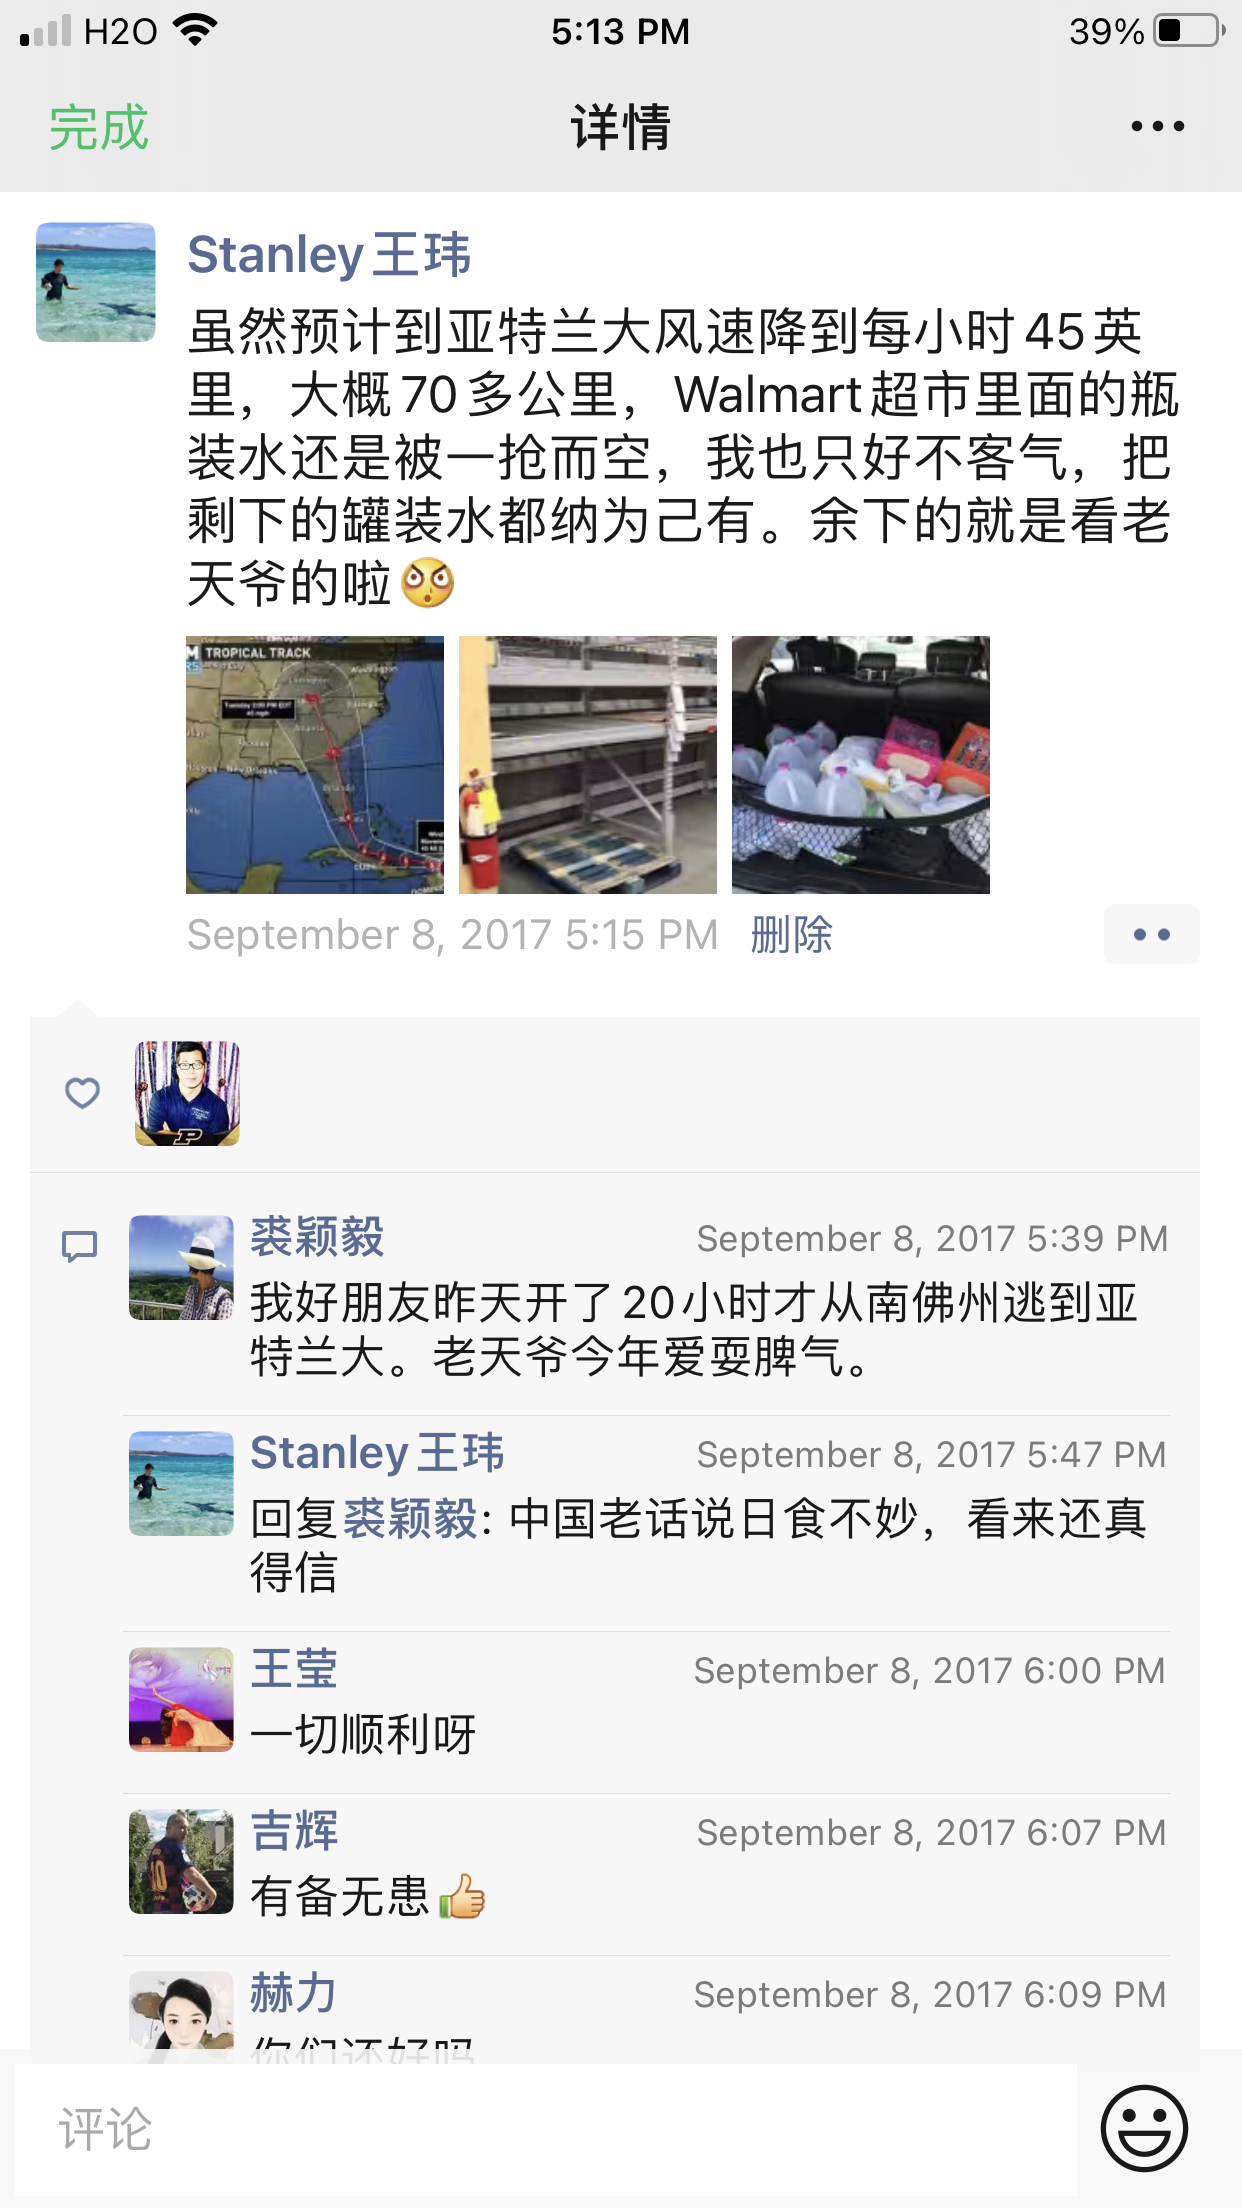 H2O
5:13 PM
39%
完成
详情
Stanley王玮
虽然预计到亚特兰大风速降到每小时45英
里，大概70多公里，Walmart超市里面的瓶
装水还是被一抢而空，我也只好不客气，把
剩下的罐装水都纳为己有。余下的就是看老
天爷的啦
TROPICAL TRACK
September 8, 2017 5:15 PM 删除
裘颖毅 September 8, 2017 5:39 PM
我好朋友昨天开了20小时才从南佛州逃到亚
特兰大。老天爷今年爱耍脾气。
Stanley王玮 September 8, 2017 5:47 PM
回复裘颖毅: 中国老话说日食不妙，看来还真
得信
王莹 September 8, 2017 6:00 PM
一切顺利呀
吉辉 September 8, 2017 6:07 PM
有备无患
赫力 September 8, 2017 6:09 PM
你们还好吗
评论